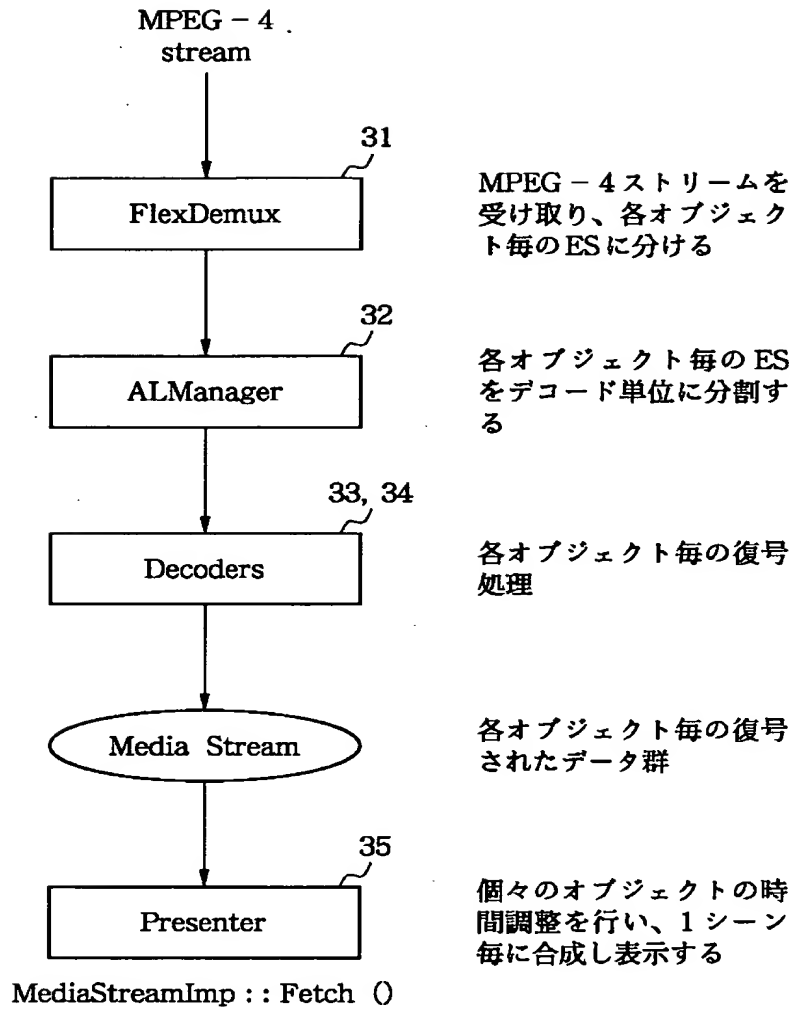 MPEG－4
stream
31
FlexDemux
MPEG－4ストリームを
受け取り、各オブジェク
ト毎のESに分ける
32
ALManager
各オブジェクト毎のES
をデコード単位に分割す
る
33, 34
Decoders
各オブジェクト毎の復号
処理
Media Stream
各オブジェクト毎の復号
されたデータ群
35
Presenter
個々のオブジェクトの時
間調整を行い、1シーン
毎に合成し表示する
MediaStreamImp : : Fetch ()